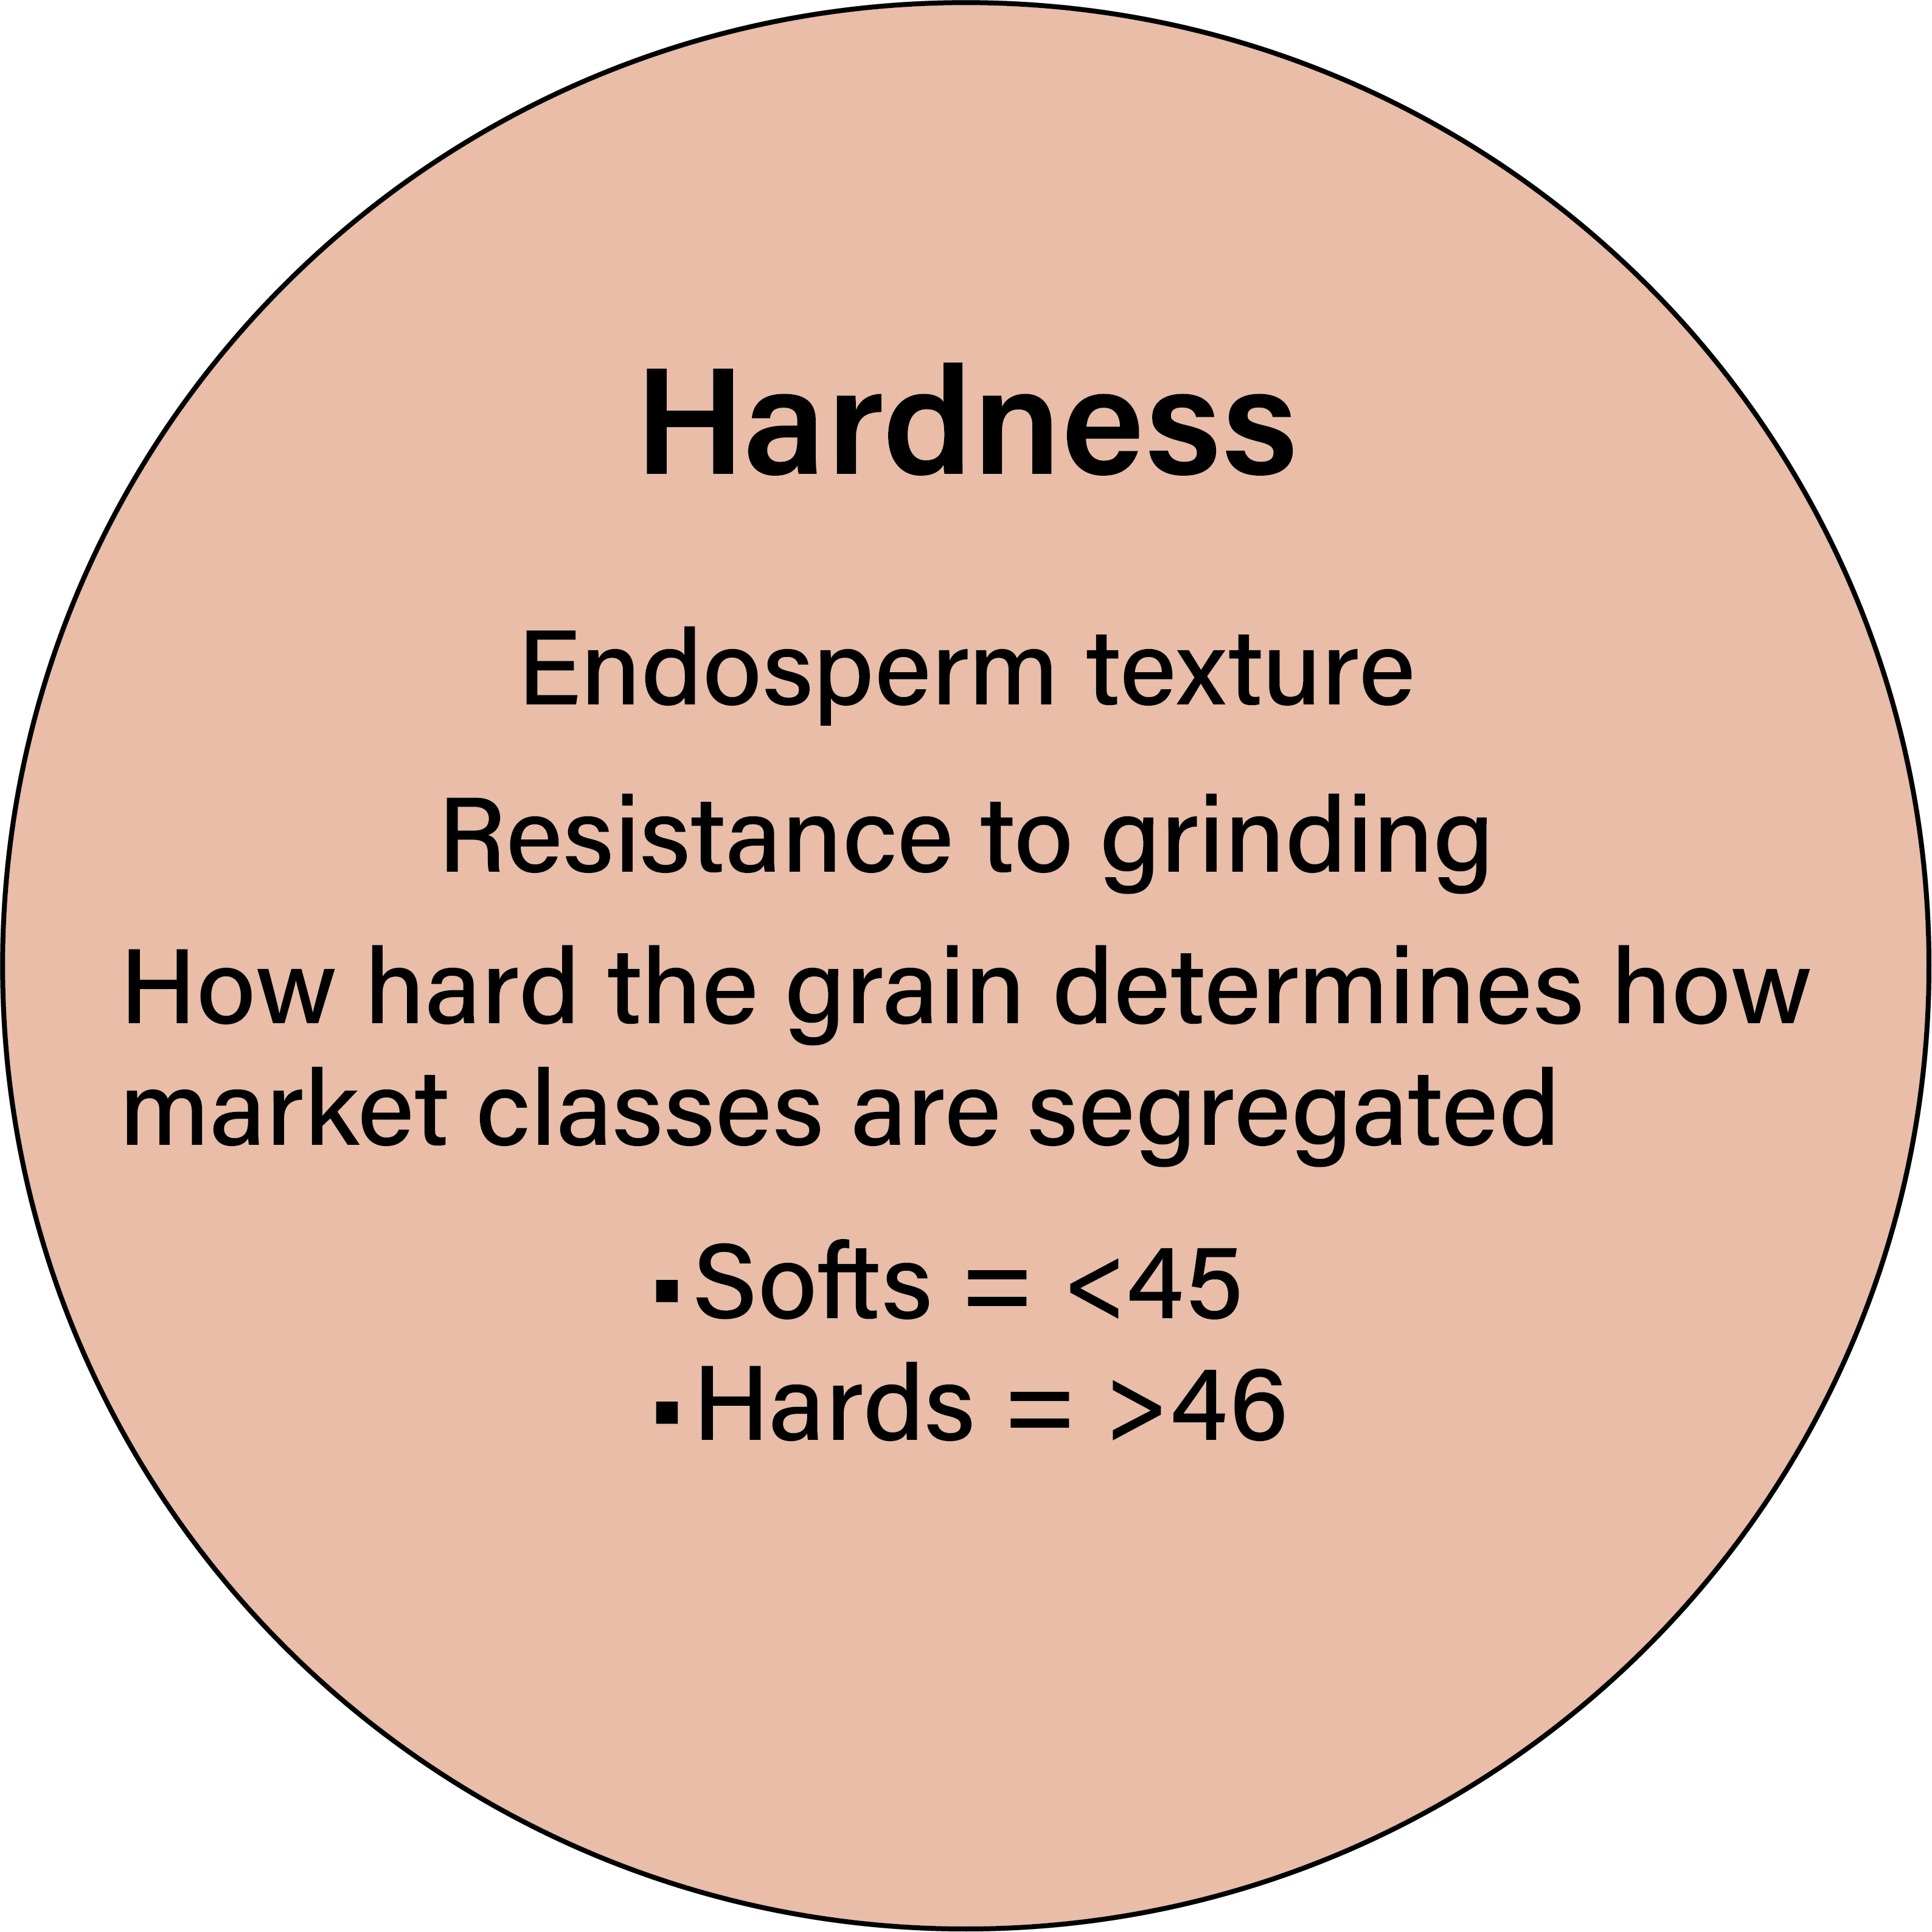 Hardness
Endosperm texture
Resistance to grinding
How hard the grain determines how
market classes are segregated
▪ Softs = <45
▪ Hards = >46